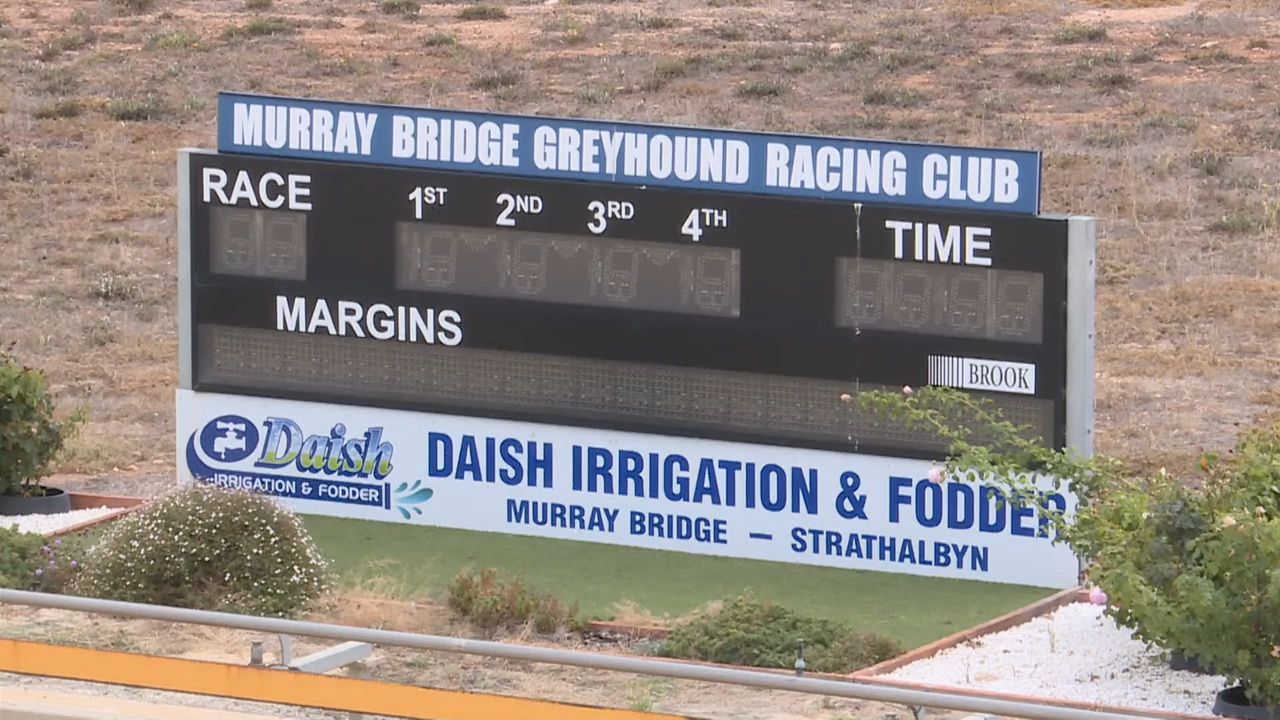 MURRAY BRIDGE GREYHOUND RACING CLUB
RACE 1ST 2ND 3RD 4TH TIME
MARGINS
BROOK
Daish
IRRIGATION & FODDER
DAISH IRRIGATION & FODDER
MURRAY BRIDGE – STRATHALBYN